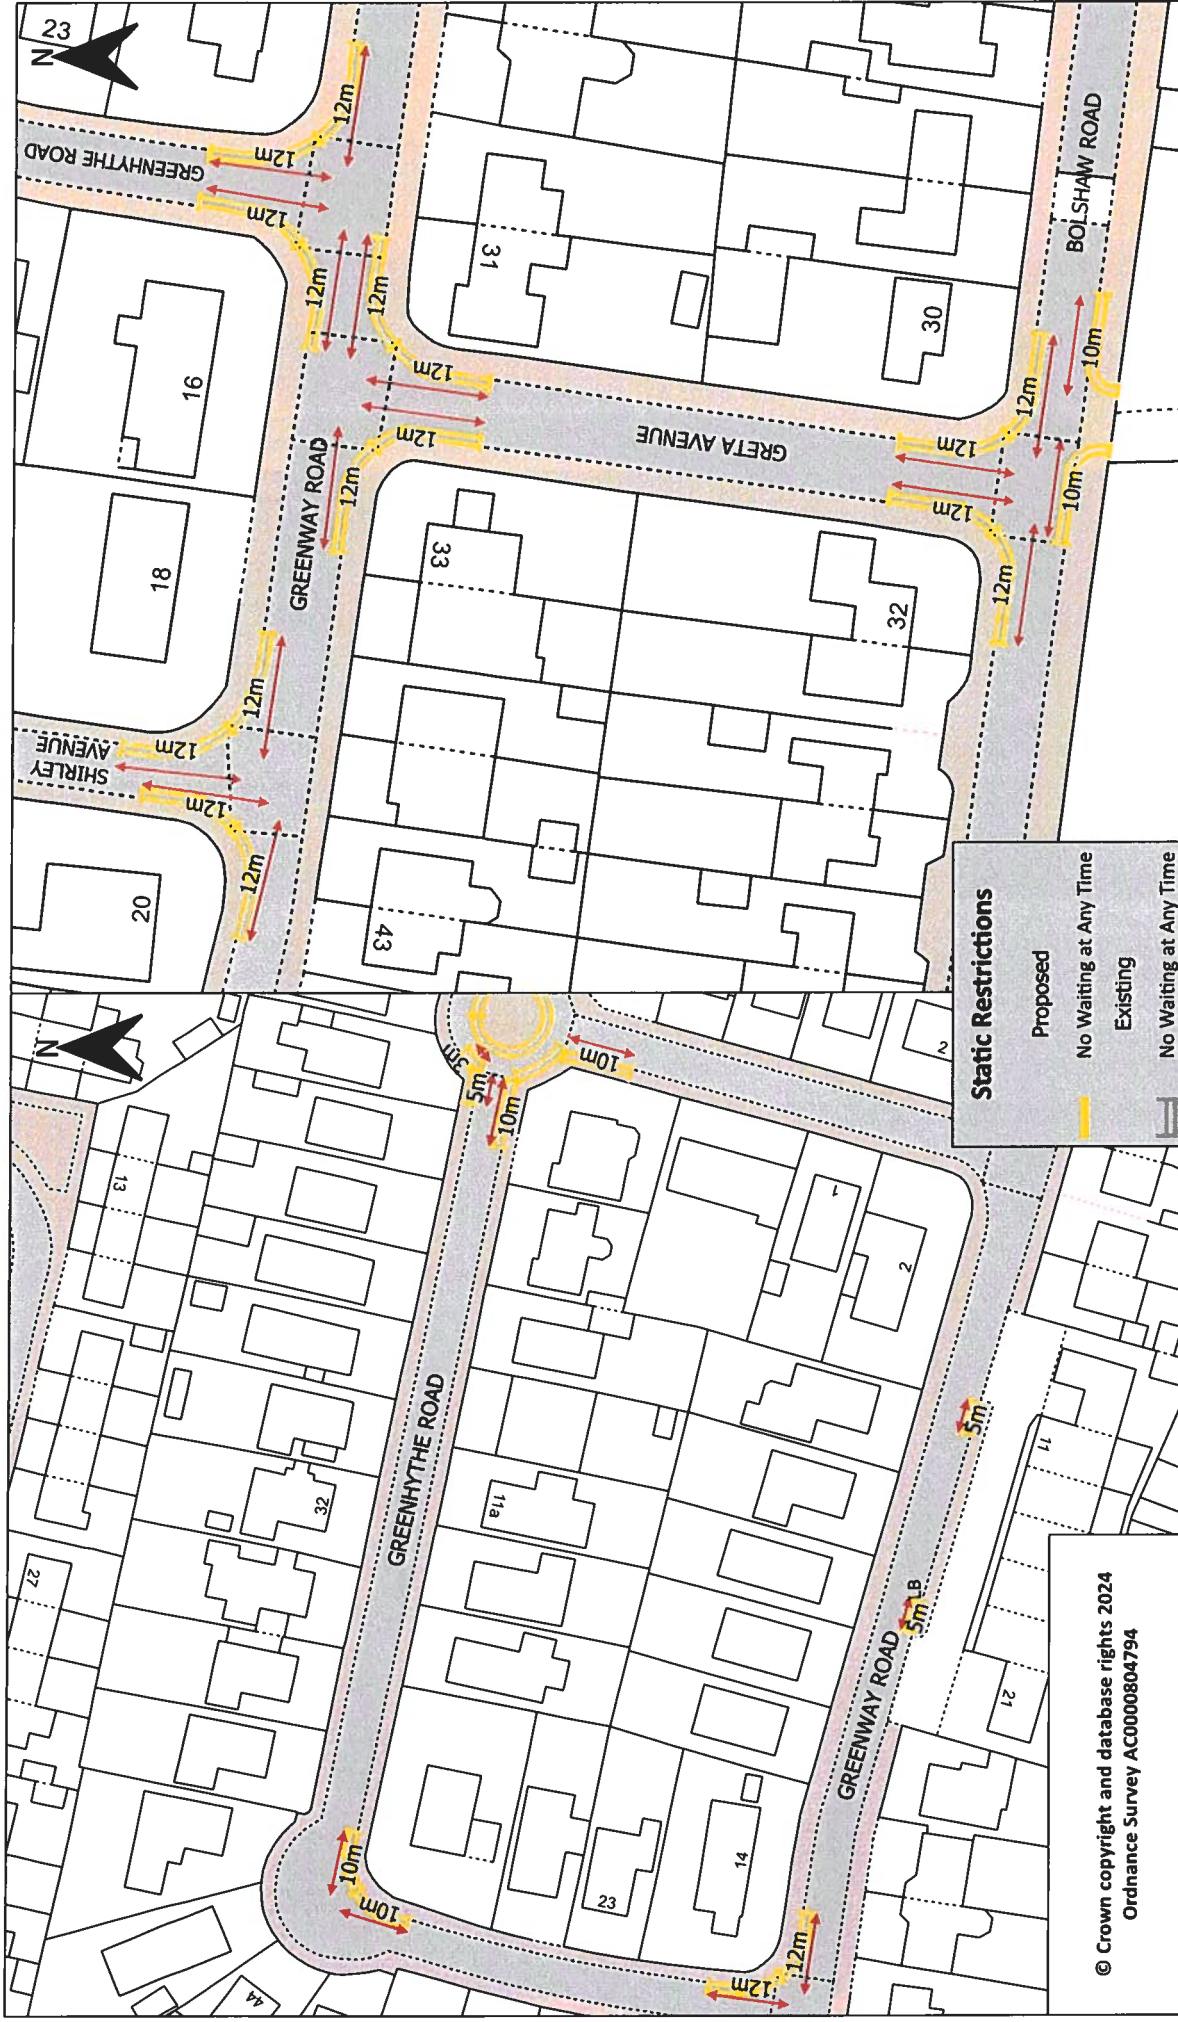 N
13
27
32
44
GREENHYTHE ROAD
3m
5m
10m
10m
10m
10m
11a
1
2
2
23
14
GREENWAY ROAD
12m
12m
5m
LB
5m
11
21
© Crown copyright and database rights 2024
Ordnance Survey AC0000804794
N
23
SHIRLEY
AVENUE
GREENHYTHE ROAD
20
18
16
12m
12m
12m
12m
12m
12m
12m
12m
GREENWAY ROAD
12m
12m
12m
12m
12m
43
33
31
GRETA AVENUE
32
30
12m
12m
12m
12m
10m
10m
BOLSHAW ROAD
Static Restrictions
Proposed
No Waiting at Any Time
Existing
No Waiting at Any Time